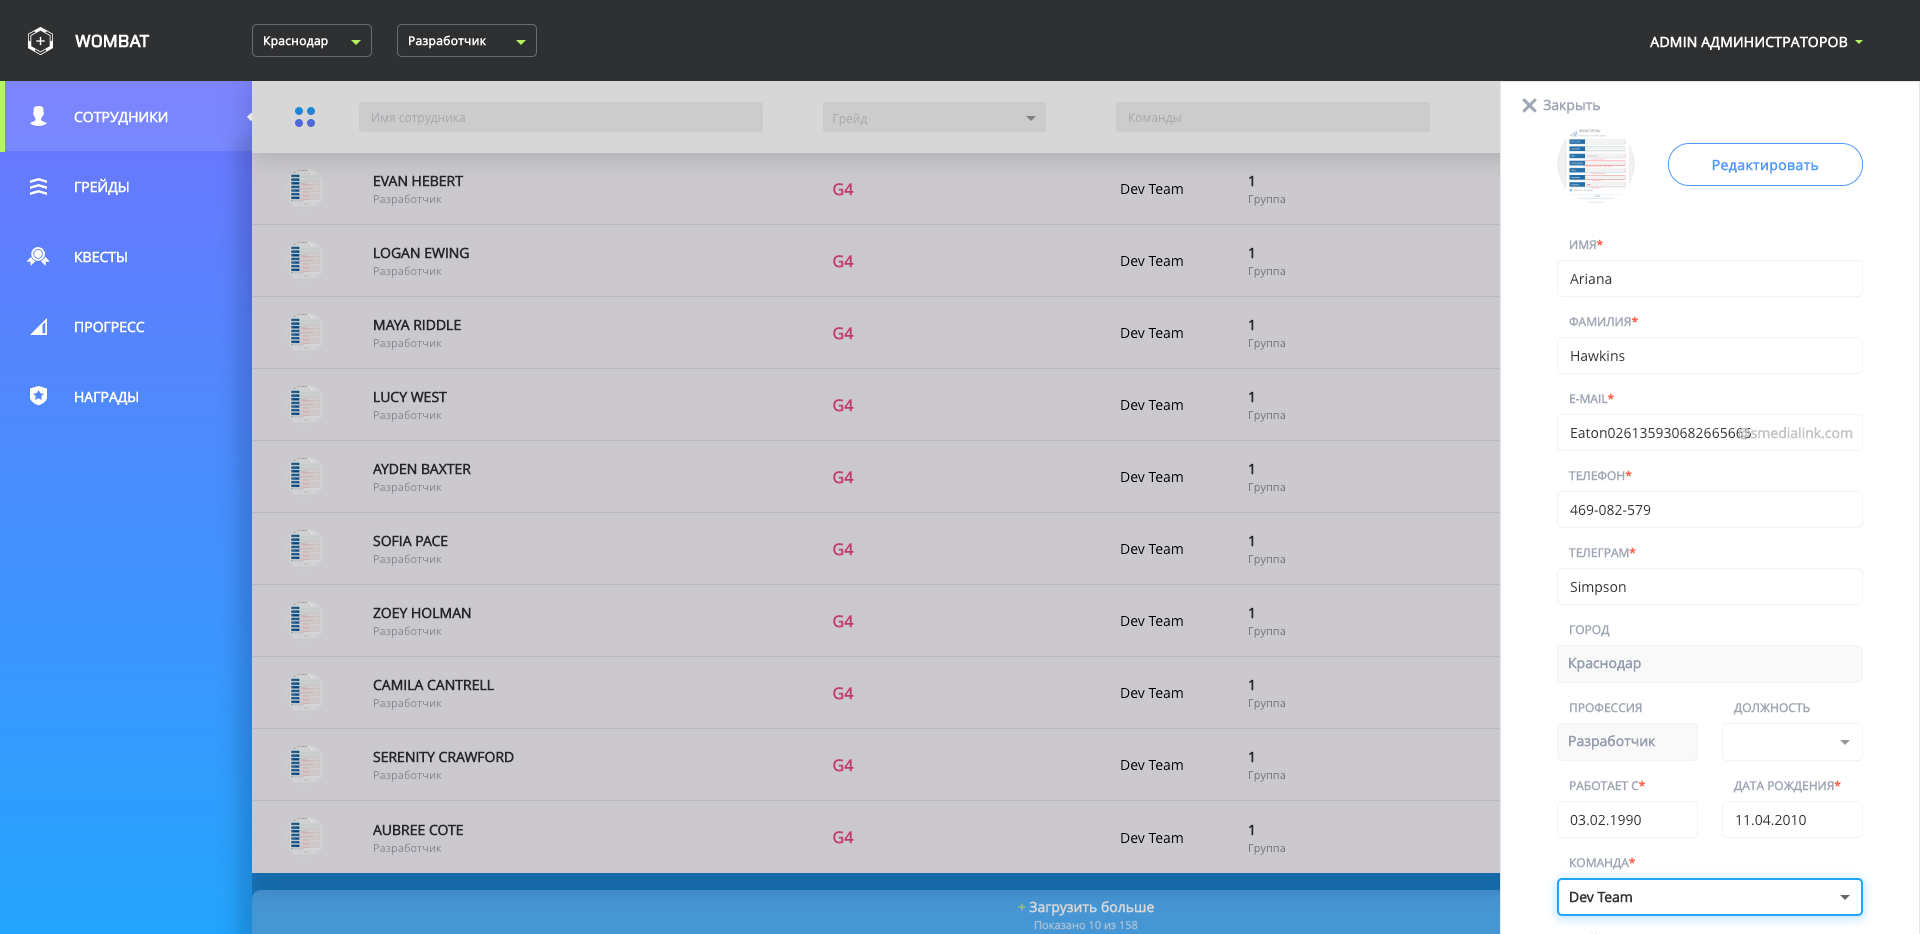 WOMBAT
Краснодар
Разработчик
ADMIN АДМИНИСТРАТОРОВ
СОТРУДНИКИ
ГРЕЙДЫ
КВЕСТЫ
ПРОГРЕСС
НАГРАДЫ
Имя сотрудника
Грейд
Команды
EVAN HEBERT
Разработчик
G4
Dev Team
1
Группа
LOGAN EWING
Разработчик
G4
Dev Team
1
Группа
MAYA RIDDLE
Разработчик
G4
Dev Team
1
Группа
LUCY WEST
Разработчик
G4
Dev Team
1
Группа
AYDEN BAXTER
Разработчик
G4
Dev Team
1
Группа
SOFIA PACE
Разработчик
G4
Dev Team
1
Группа
ZOEY HOLMAN
Разработчик
G4
Dev Team
1
Группа
CAMILA CANTRELL
Разработчик
G4
Dev Team
1
Группа
SERENITY CRAWFORD
Разработчик
G4
Dev Team
1
Группа
AUBREE COTE
Разработчик
G4
Dev Team
1
Группа
+ Загрузить больше
Показано 10 из 158
Закрыть
Редактировать
ИМЯ*
Ariana
ФАМИЛИЯ*
Hawkins
E-MAIL*
Eaton026135930682665665 @smedialink.com
ТЕЛЕФОН*
469-082-579
ТЕЛЕГРАМ*
Simpson
ГОРОД
Краснодар
ПРОФЕССИЯ
Разработчик
ДОЛЖНОСТЬ
РАБОТАЕТ С*
03.02.1990
ДАТА РОЖДЕНИЯ*
11.04.2010
КОМАНДА*
Dev Team